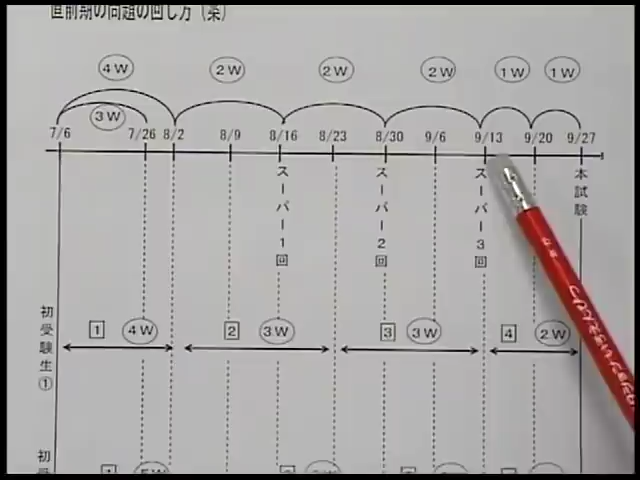 直前期の問題の回し方（案）
4W 2W 2W 2W 1W 1W
3W
7/6 7/26 8/2 8/9 8/16 8/23 8/30 9/6 9/13 9/20 9/27
スーパー1回
スーパー2回
スーパー3回
本試験
初受験生①
1 4W 2 3W 3 3W 4 2W
初受